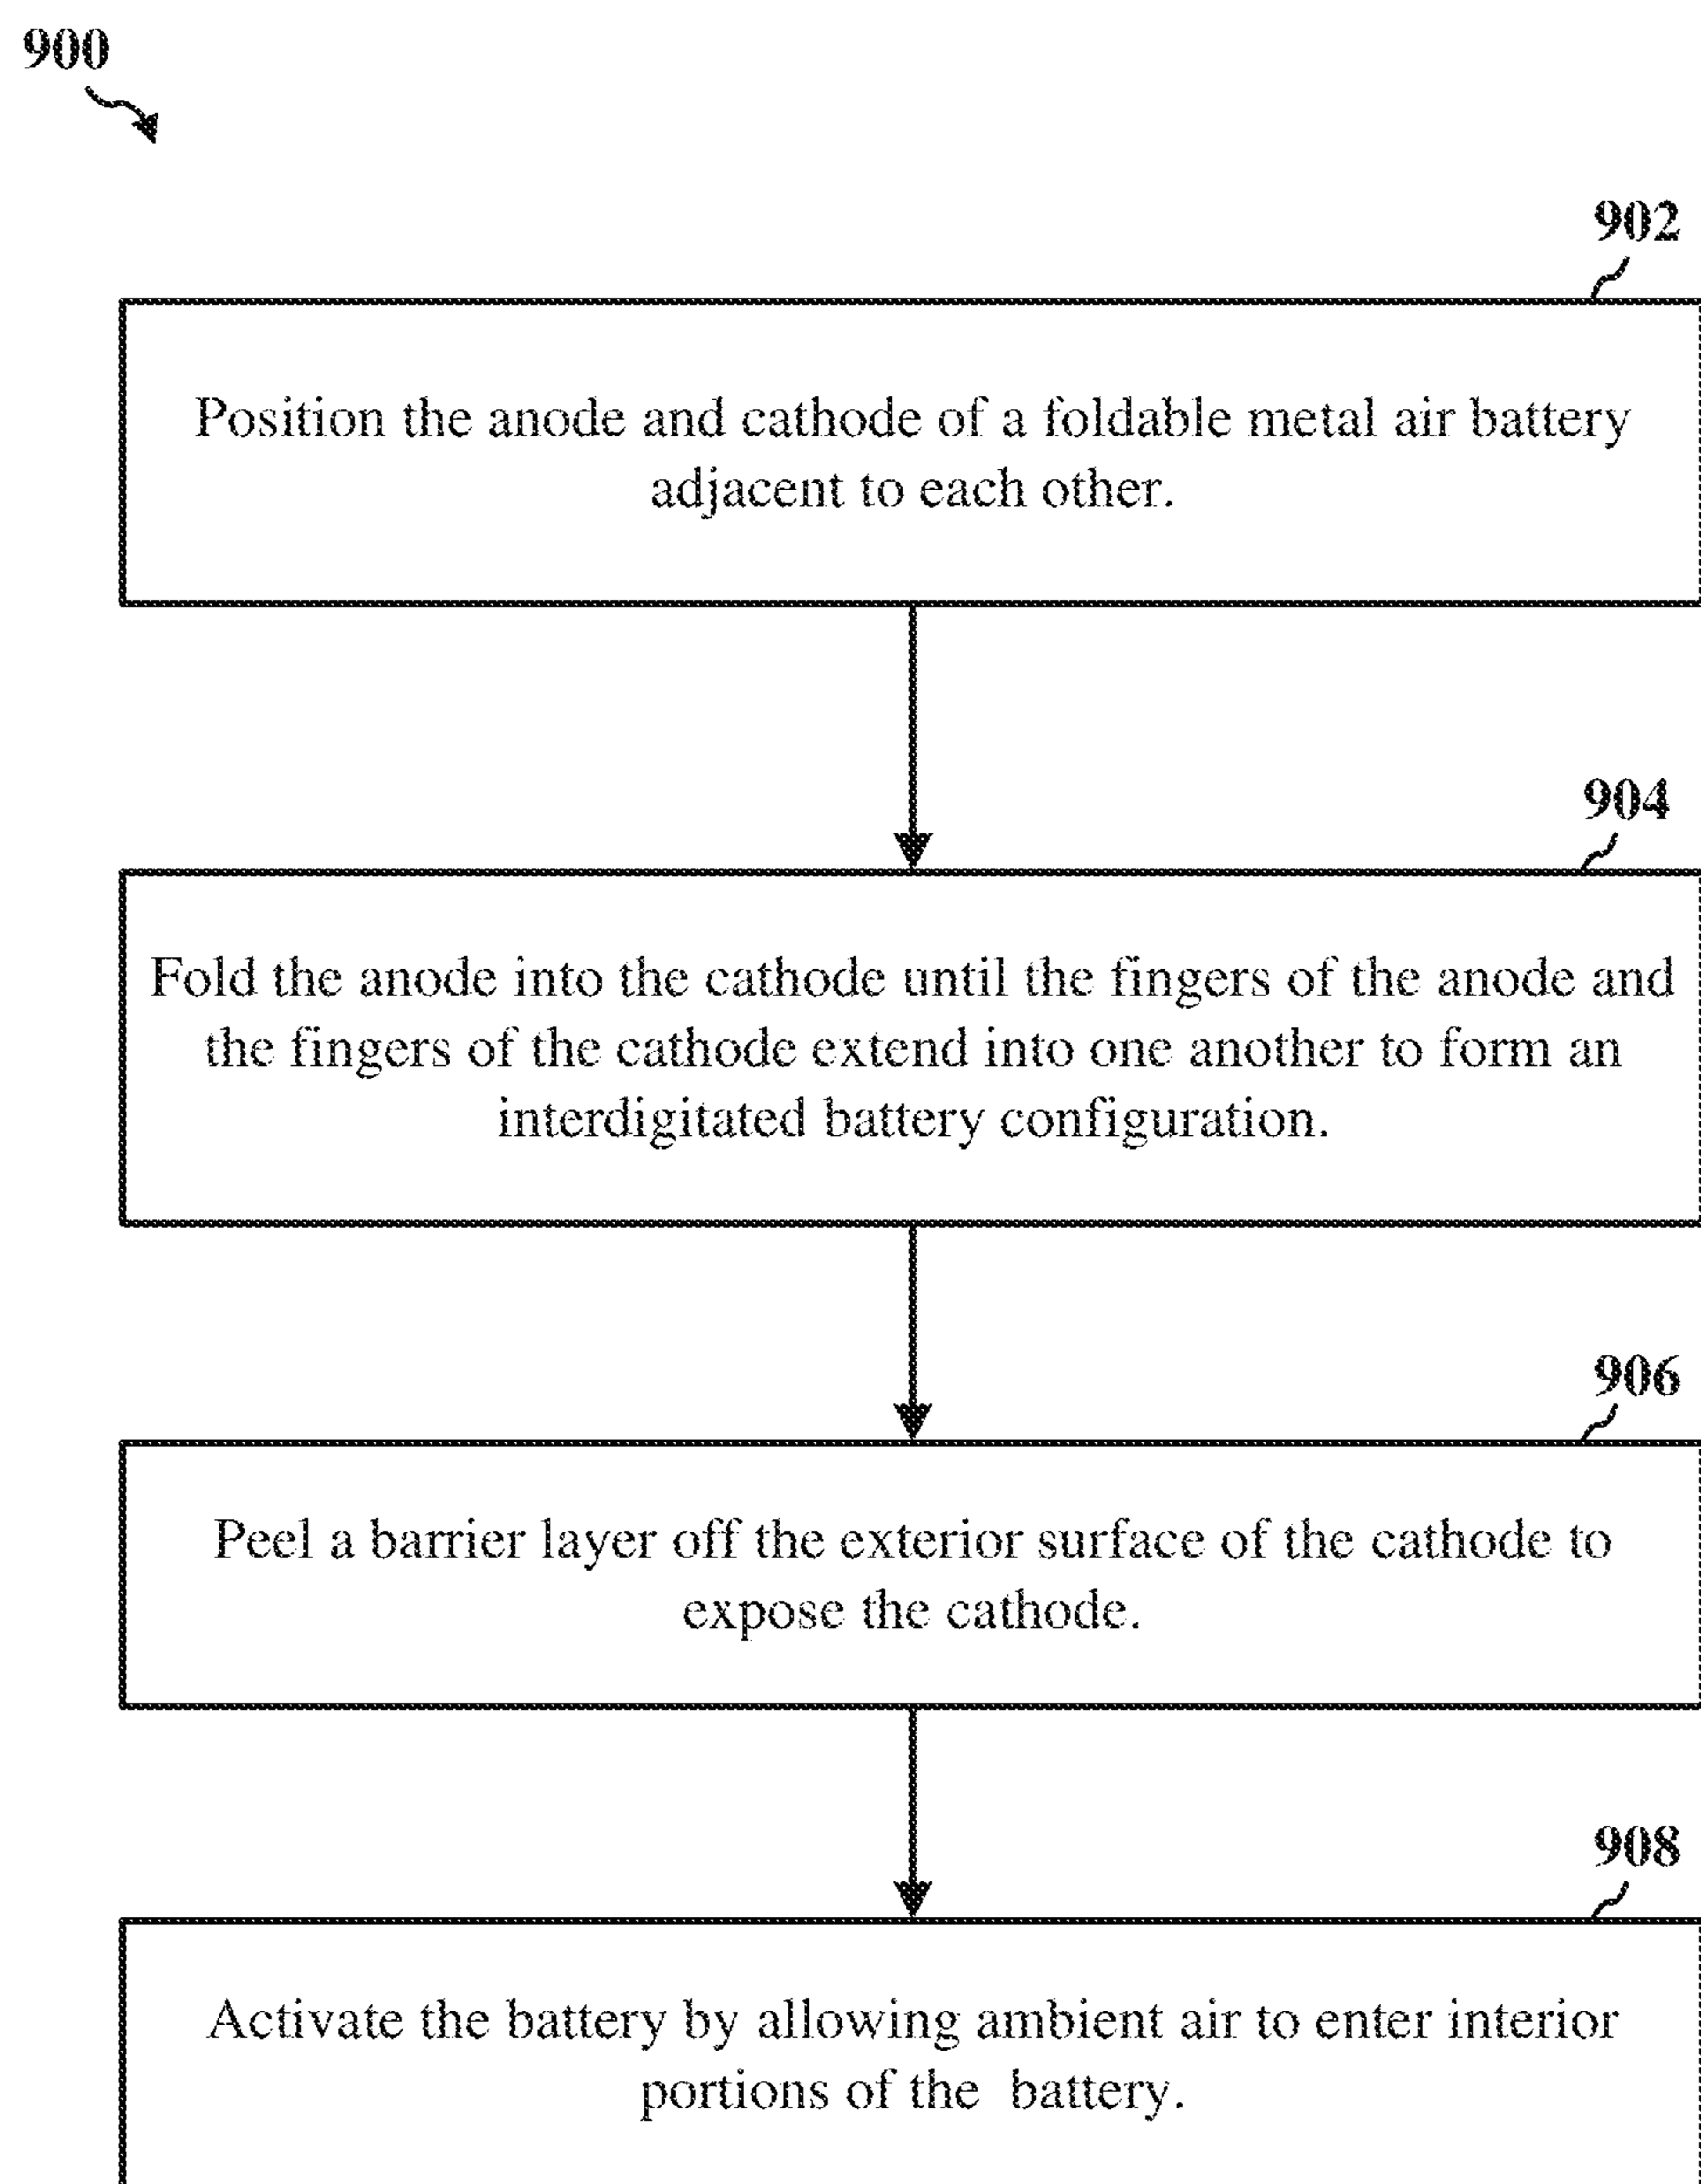 900
902
Position the anode and cathode of a foldable metal air battery
adjacent to each other.
904
Fold the anode into the cathode until the fingers of the anode and
the fingers of the cathode extend into one another to form an
interdigitated battery configuration.
906
Peel a barrier layer off the exterior surface of the cathode to
expose the cathode.
908
Activate the battery by allowing ambient air to enter interior
portions of the battery.